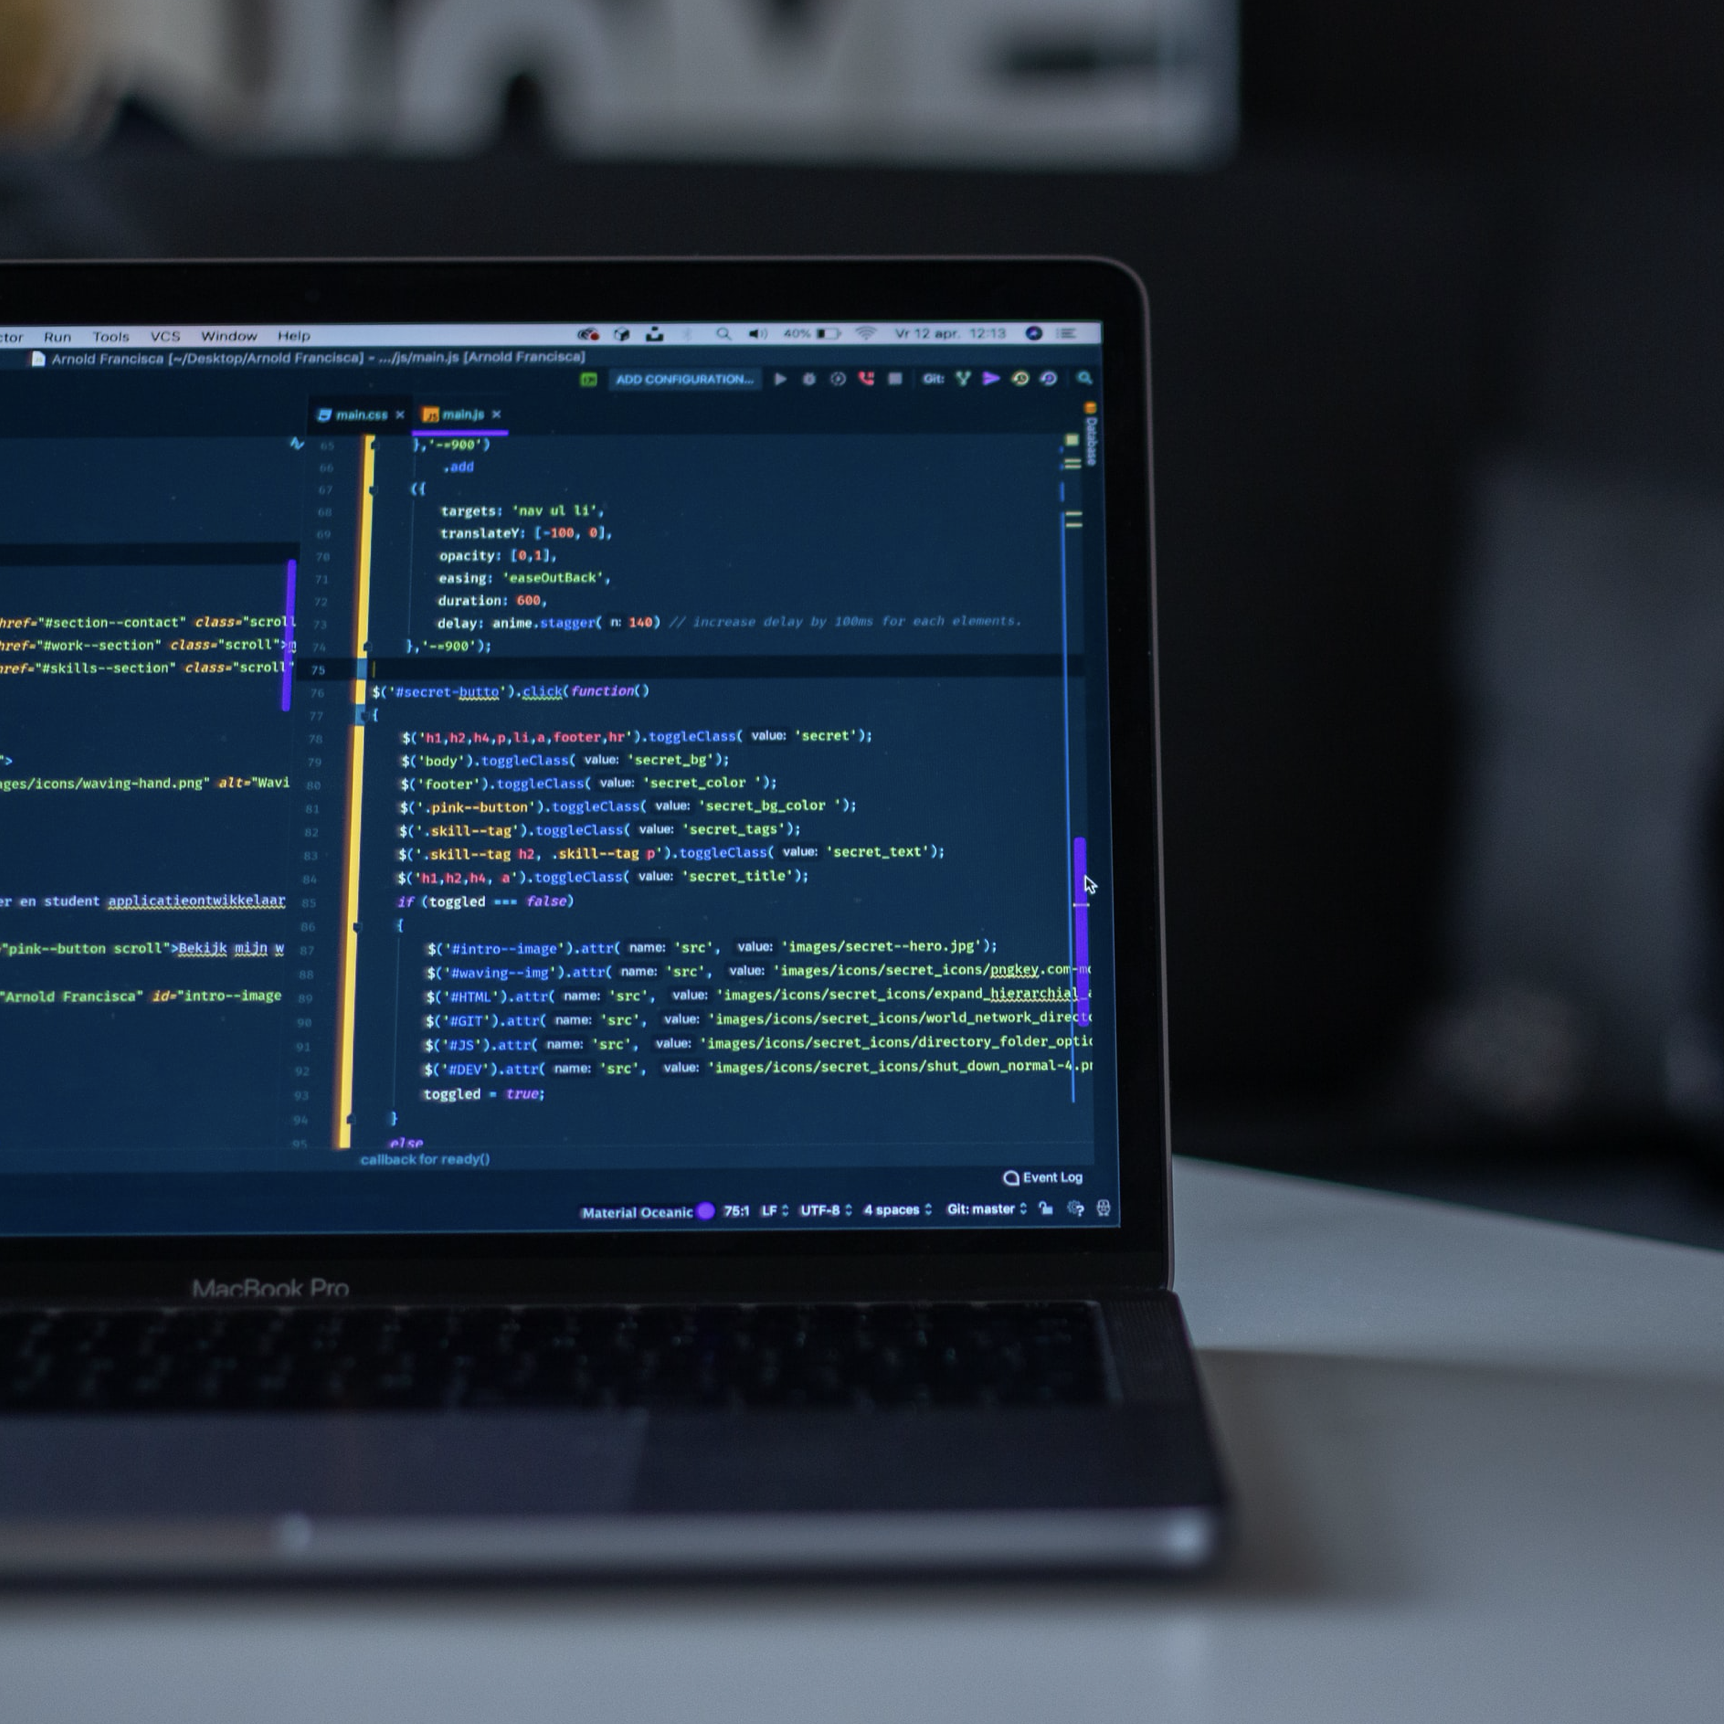 LOVE
Run Tools VCS Window Help 40% Vr 12 apr. 12:13
Arnold Francisca [~/Desktop/Arnold Francisca] - .../js/main.js [Arnold Francisca]
ADD CONFIGURATION... Git:
main.css × main.js ×
Database
href="#section--contact" class="scroll
href="#work--section" class="scroll">
href="#skills--section" class="scroll"
">
ges/icons/waving-hand.png" alt="Wavi
er en student applicatieontwikkelaar
"pink--button scroll">Bekijk mijn w
"Arnold Francisca" id="intro--image
65 },'-=900')
66 .add
67 ({
68 targets: 'nav ul li',
69 translateY: [-100, 0],
70 opacity: [0,1],
71 easing: 'easeOutBack',
72 duration: 600,
73 delay: anime.stagger( n: 140) // increase delay by 100ms for each elements.
74 },'-=900');
75
76 $('#secret-butto').click(function()
77 {
78 $('h1,h2,h4,p,li,a,footer,hr').toggleClass( value: 'secret');
79 $('body').toggleClass( value: 'secret_bg');
80 $('footer').toggleClass( value: 'secret_color ');
81 $('.pink--button').toggleClass( value: 'secret_bg_color ');
82 $('.skill--tag').toggleClass( value: 'secret_tags');
83 $('.skill--tag h2, .skill--tag p').toggleClass( value: 'secret_text');
84 $('h1,h2,h4, a').toggleClass( value: 'secret_title');
85 if (toggled === false)
86 {
87 $('#intro--image').attr( name: 'src', value: 'images/secret--hero.jpg');
88 $('#waving--img').attr( name: 'src', value: 'images/icons/secret_icons/pngkey.com-
89 $('#HTML').attr( name: 'src', value: 'images/icons/secret_icons/expand_hierarchial_
90 $('#GIT').attr( name: 'src', value: 'images/icons/secret_icons/world_network_direct
91 $('#JS').attr( name: 'src', value: 'images/icons/secret_icons/directory_folder_optio
92 $('#DEV').attr( name: 'src', value: 'images/icons/secret_icons/shut_down_normal-4.p
93 toggled = true;
94 }
95 else
callback for ready()
Event Log
Material Oceanic 75:1 LF UTF-8 4 spaces Git: master
MacBook Pro